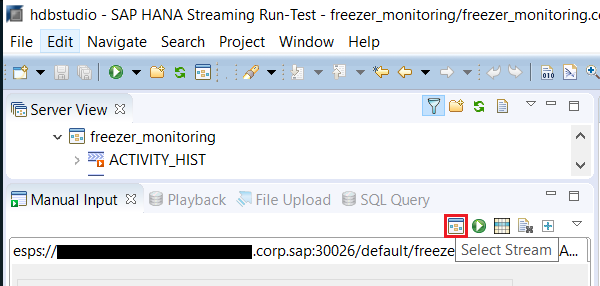 hdbstudio - SAP HANA Streaming Run-Test - freezer_monitoring/freezer_monitoring.c
File Edit Navigate Search Project Window Help
010
Server View
freezer_monitoring
ACTIVITY_HIST
Manual Input Playback File Upload SQL Query
esps:// .corp.sap:30026/default/freeze A...
Select Stream